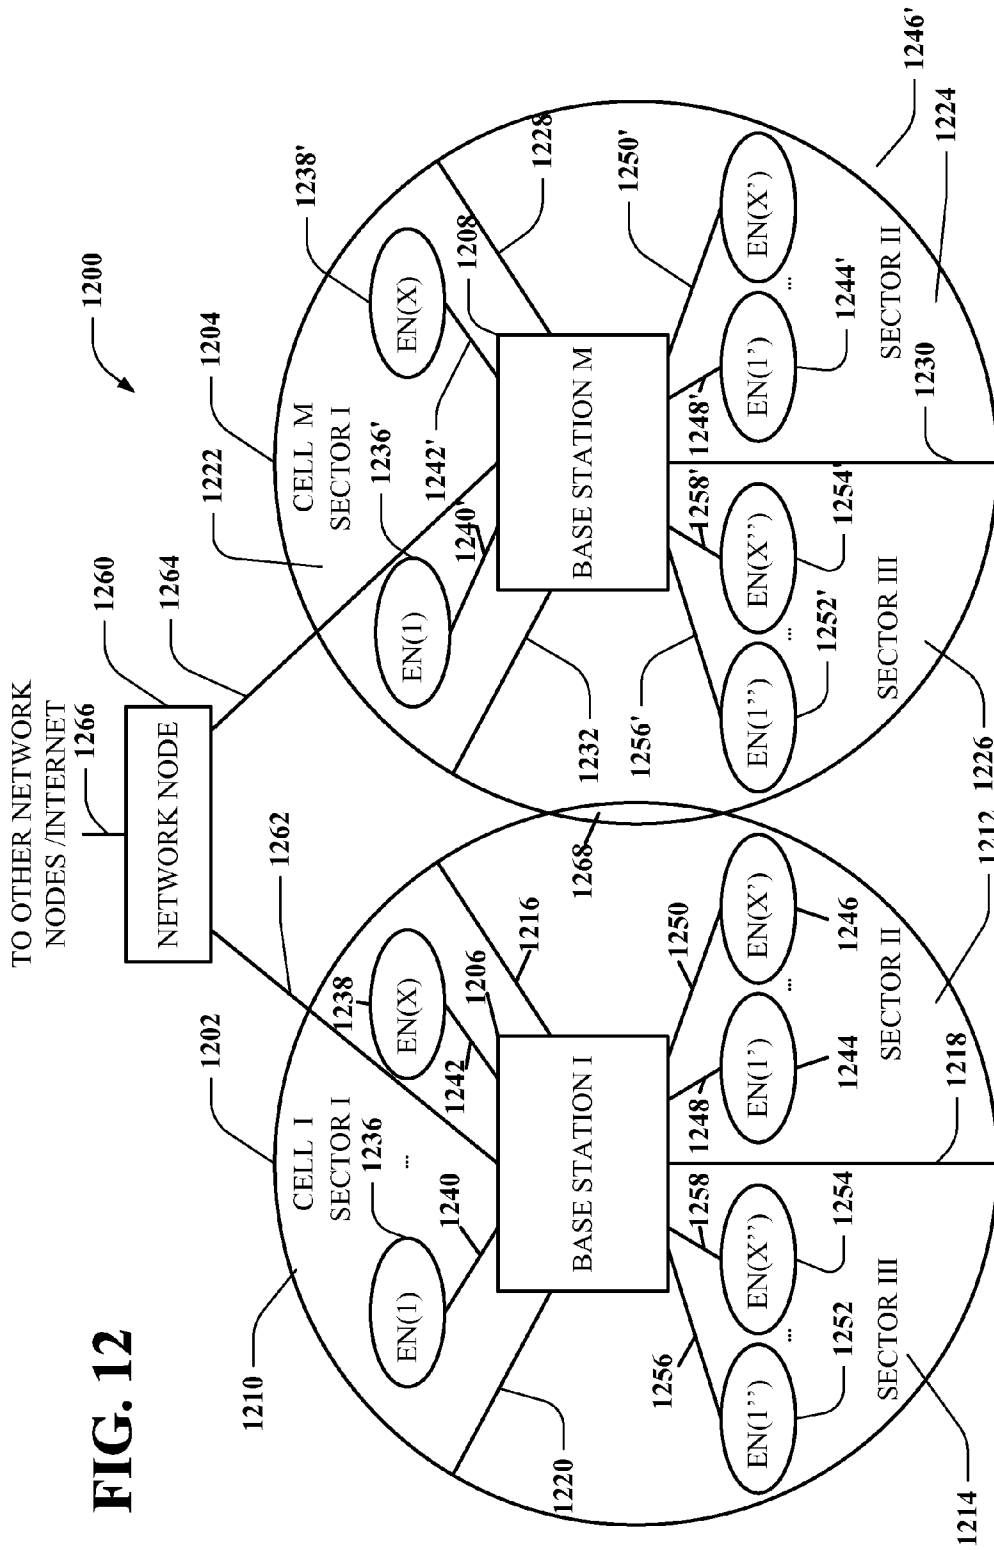 FIG. 12
1200
TO OTHER NETWORK
NODES /INTERNET
1266
NETWORK NODE
1260
1262
1264
1202
1204
1210
CELL I
SECTOR I
1236
...
EN(1)
1240
1238
EN(X)
1242
1206
1216
1220
BASE STATION I
1268
1256
1258
1248
1250
EN(1'')
...
EN(X'')
EN(1')
...
EN(X')
1252
1254
1244
1246
SECTOR III
SECTOR II
1214
1218
1212
1222
CELL M
SECTOR I
1236'
EN(1)
1240'
1238'
EN(X)
1242'
1208
1228
1232
BASE STATION M
1256'
1258'
1248'
1250'
EN(1'')
...
EN(X'')
EN(1')
...
EN(X')
1252'
1254'
1244'
1246'
SECTOR III
SECTOR II
1226
1230
1224